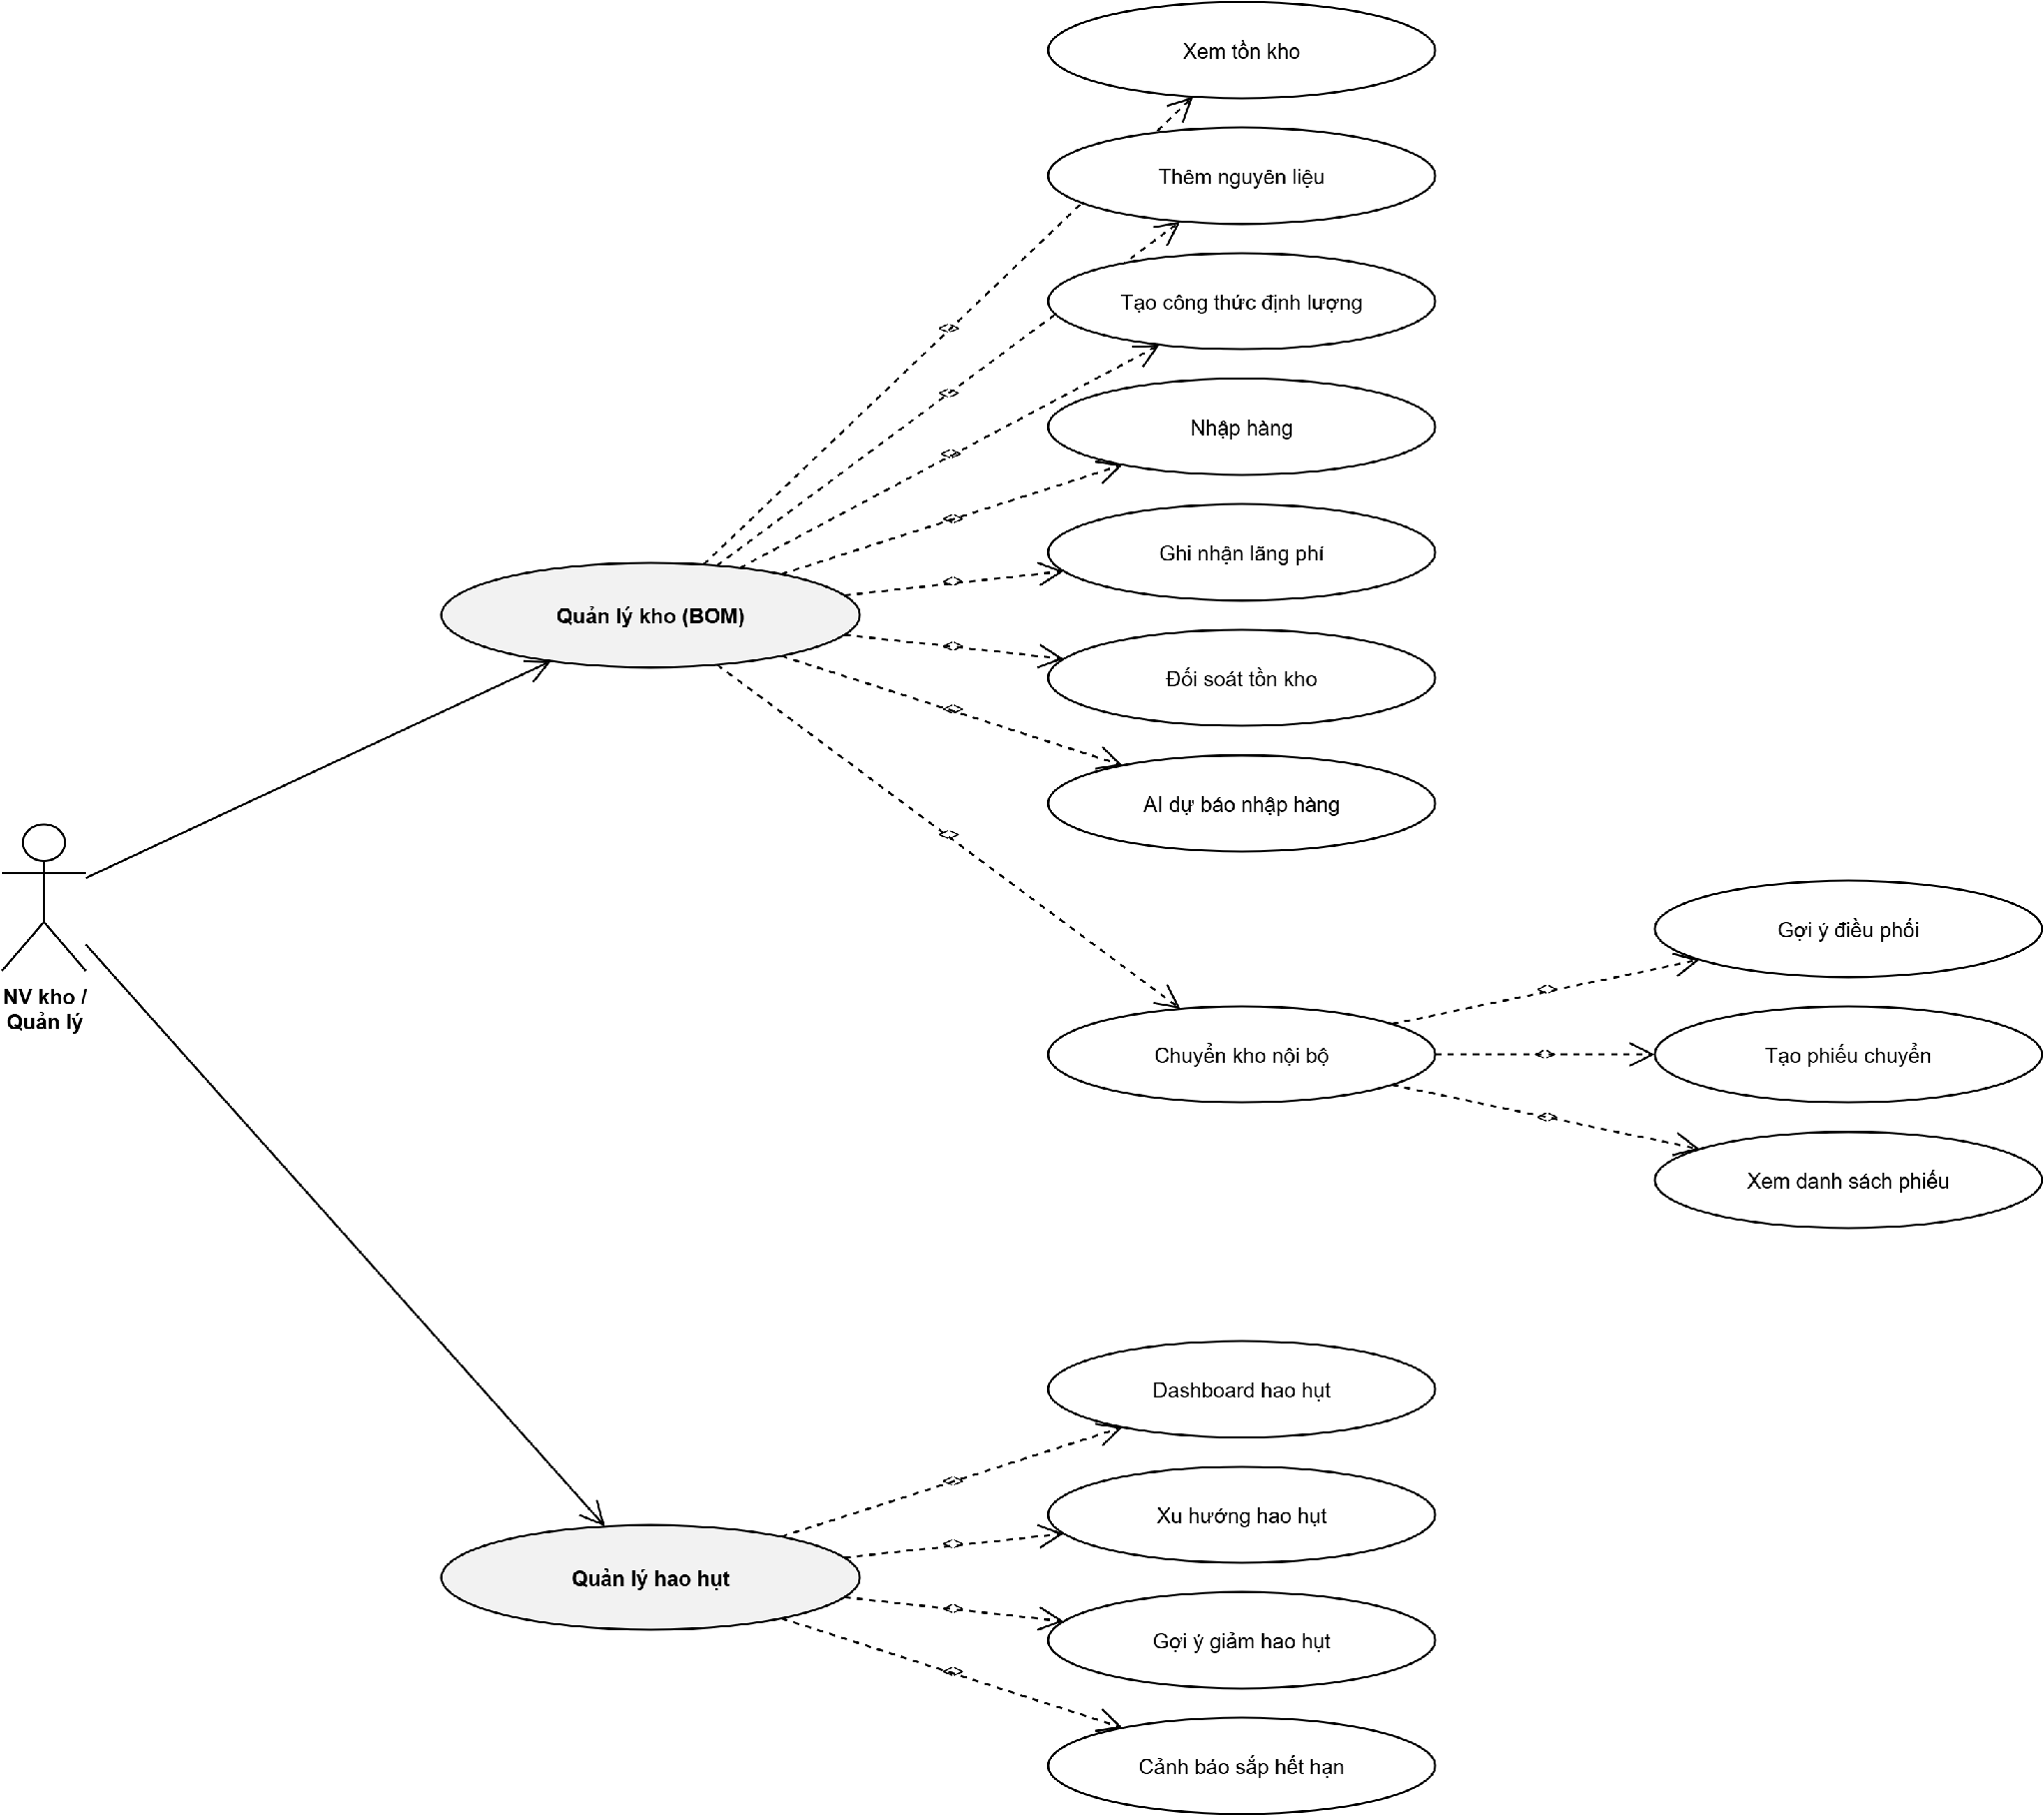 Xem tồn kho
Thêm nguyên liệu
Tạo công thức định lượng
Nhập hàng
Ghi nhận lãng phí
Quản lý kho (BOM)
Đối soát tồn kho
AI dự báo nhập hàng
NV kho /
Quản lý
Gợi ý điều phối
Chuyển kho nội bộ
Tạo phiếu chuyển
Xem danh sách phiếu
Dashboard hao hụt
Xu hướng hao hụt
Quản lý hao hụt
Gợi ý giảm hao hụt
Cảnh báo sắp hết hạn